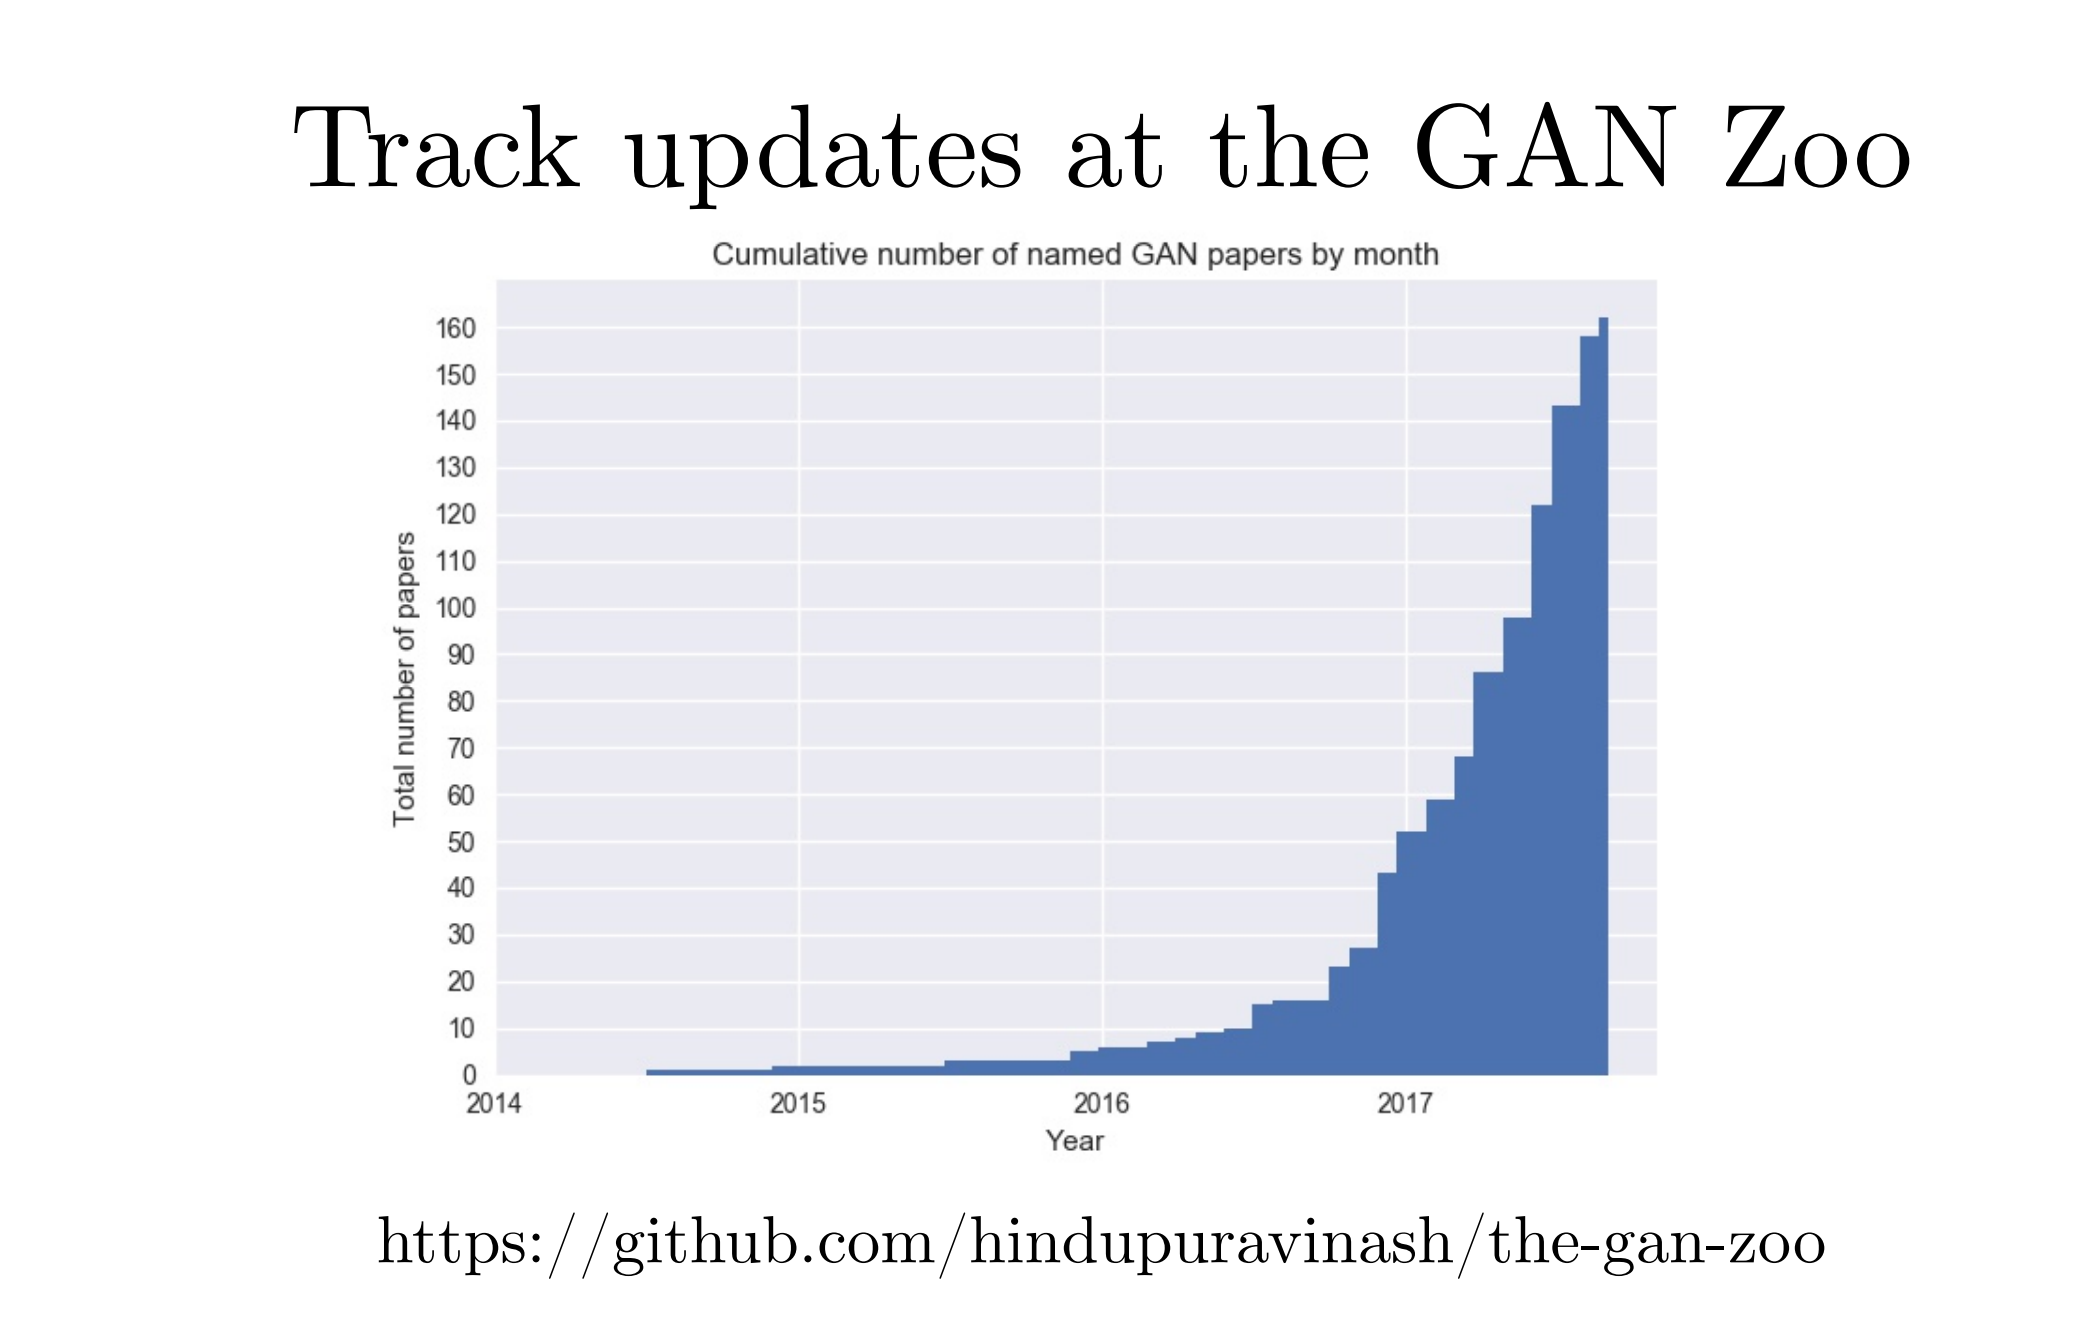 Track updates at the GAN Zoo
Cumulative number of named GAN papers by month
160
150
140
130
120
110
100
90
80
70
60
50
40
30
20
10
0
Total number of papers
2014 2015 2016 2017
Year
https://github.com/hindupuravinash/the-gan-zoo